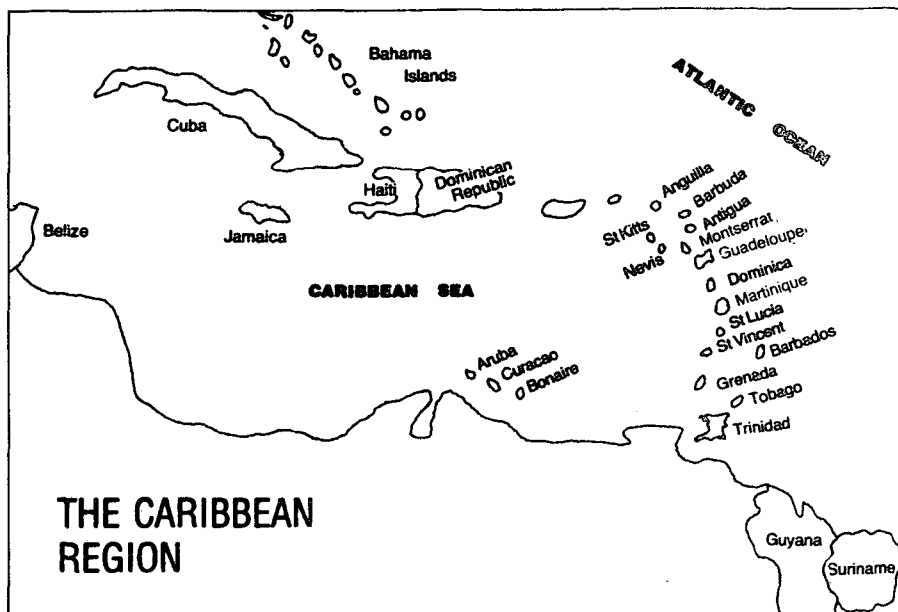 Bahama
Islands
ATLANTIC
OCEAN
Cuba
Haiti
Dominican
Republic
Anguilla
Barbuda
Antigua
St Kitts
Montserrat
Nevis
Guadeloupe
Belize
Jamaica
CARIBBEAN SEA
Dominica
Martinique
St Lucia
St Vincent
Barbados
Aruba
Curacao
Bonaire
Grenada
Tobago
Trinidad
THE CARIBBEAN
REGION
Guyana
Suriname